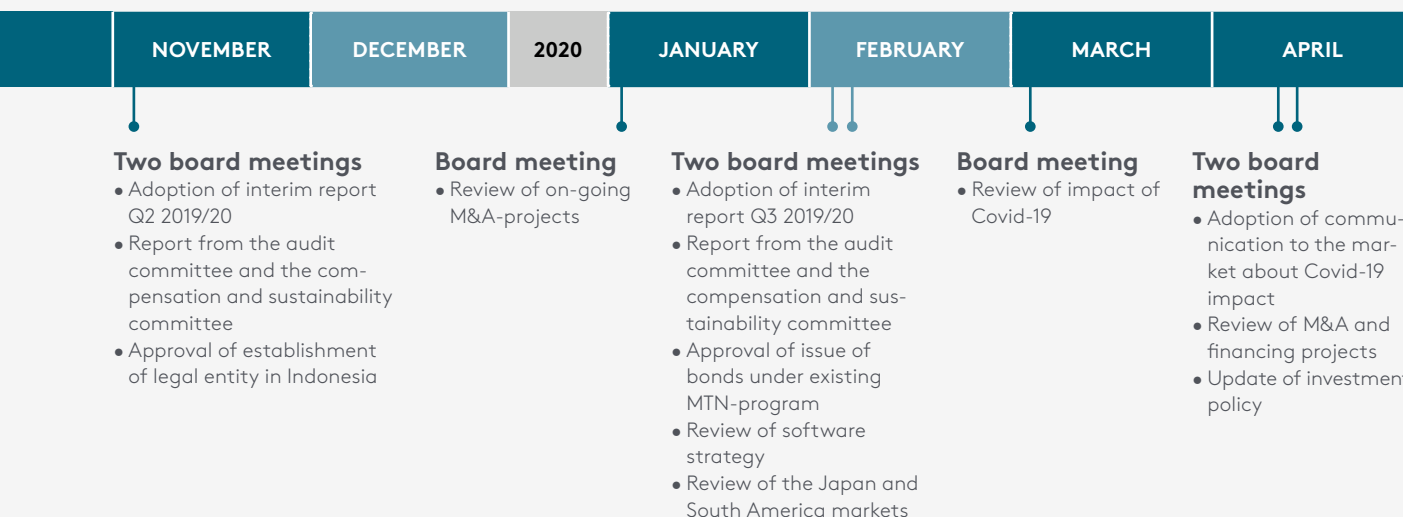 NOVEMBER
DECEMBER
2020
JANUARY
FEBRUARY
MARCH
APRIL
Two board meetings
• Adoption of interim report
Q2 2019/20
• Report from the audit
committee and the com-
pensation and sustainability
committee
• Approval of establishment
of legal entity in Indonesia
Board meeting
• Review of on-going
M&A-projects
Two board meetings
• Adoption of interim
report Q3 2019/20
• Report from the audit
committee and the
compensation and sus-
tainability committee
• Approval of issue of
bonds under existing
MTN-program
• Review of software
strategy
• Review of the Japan and
South America markets
Board meeting
• Review of impact of
Covid-19
Two board
meetings
• Adoption of commu-
nication to the mar-
ket about Covid-19
impact
• Review of M&A and
financing projects
• Update of investment
policy